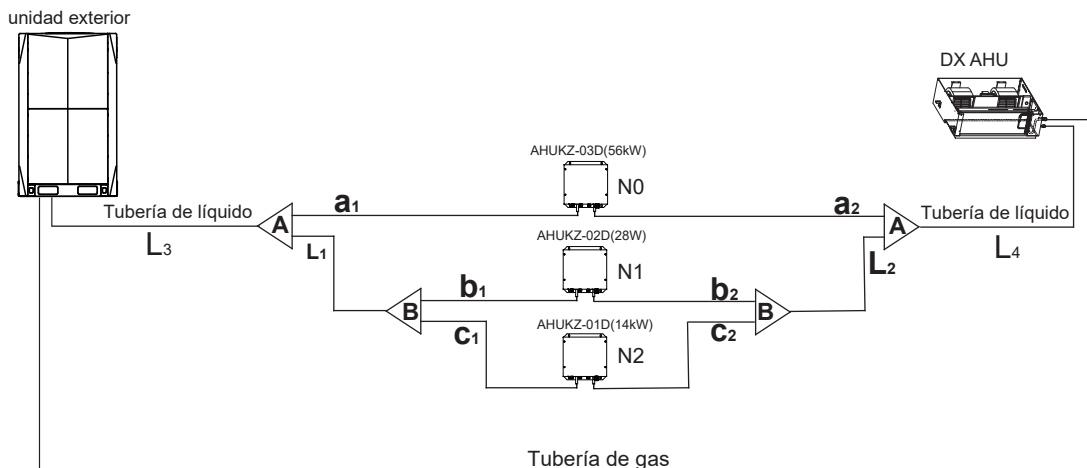 unidad exterior
DX AHU
AHUKZ-03D(56kW)
N0
a1
a2
Tubería de líquido
A
A
Tubería de líquido
L3
L1
AHUKZ-02D(28W)
L2
L4
N1
b1
b2
B
B
c1
AHUKZ-01D(14kW)
c2
N2
Tubería de gas